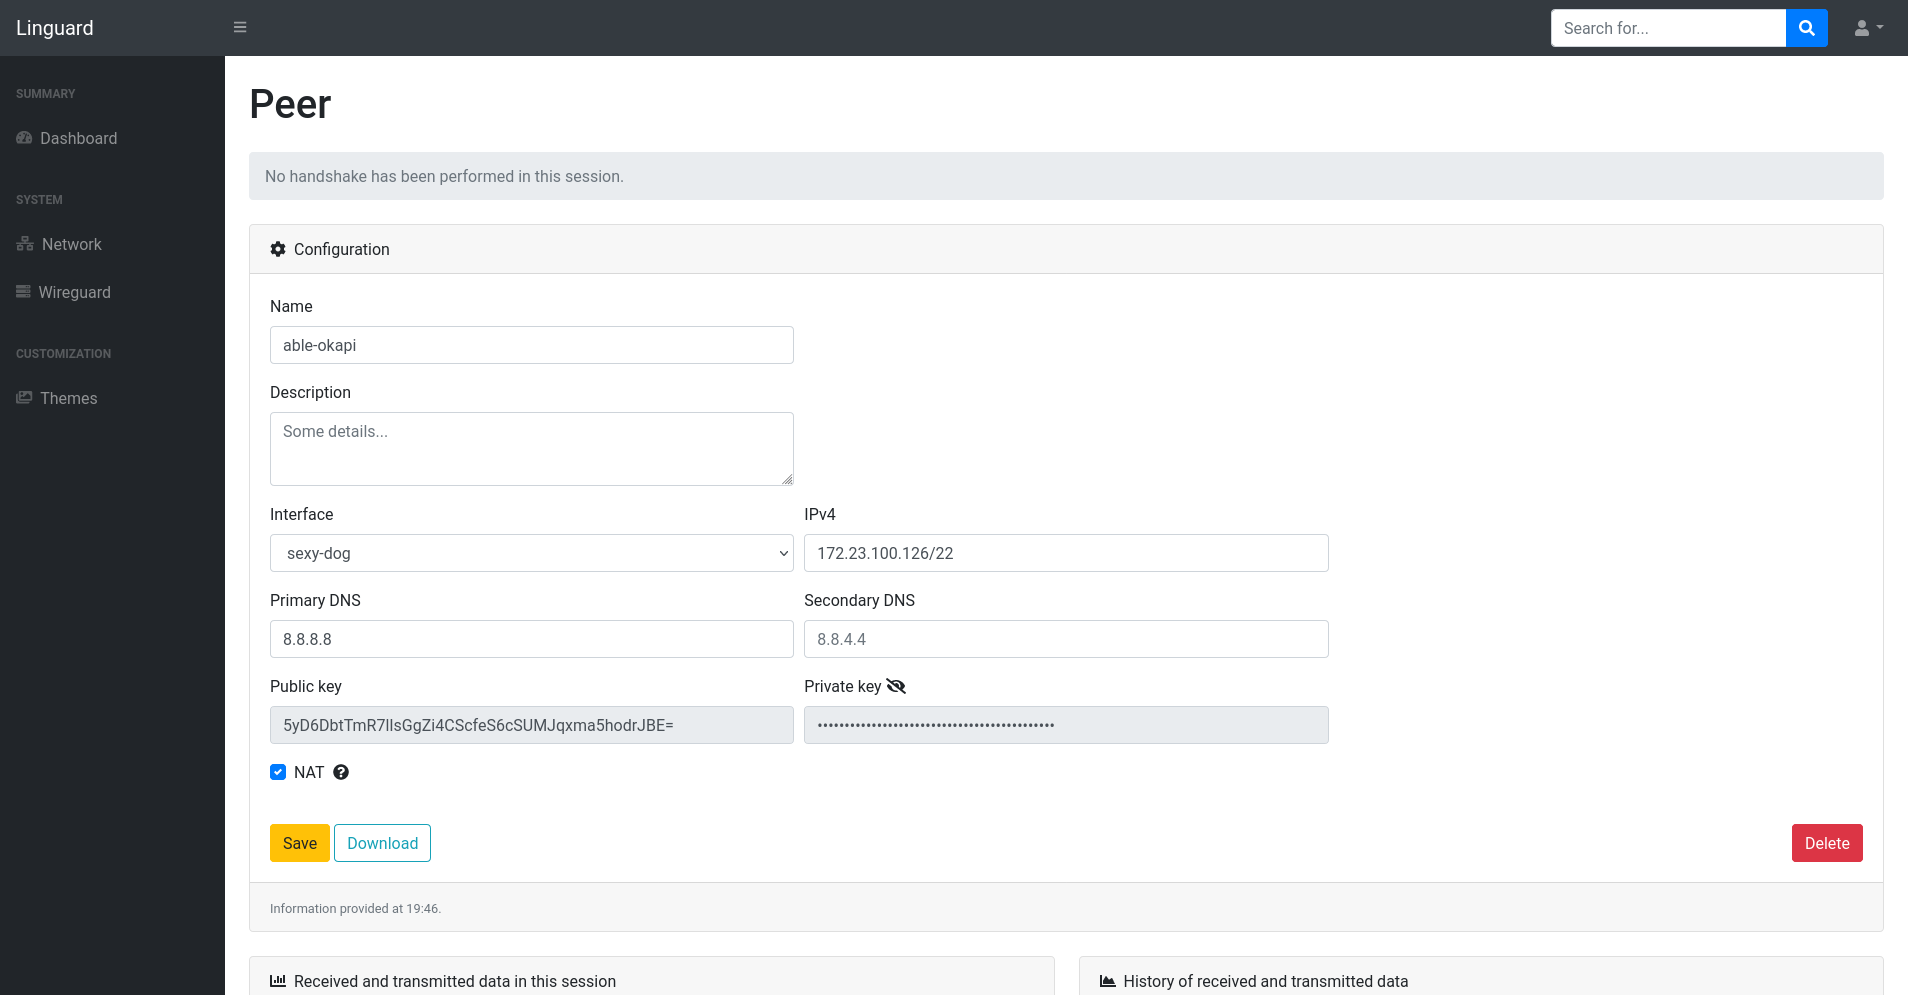 Linguard
Search for...
SUMMARY
Dashboard
SYSTEM
Network
Wireguard
CUSTOMIZATION
Themes
Peer
No handshake has been performed in this session.
Configuration
Name
able-okapi
Description
Some details...
Interface
IPv4
sexy-dog
172.23.100.126/22
Primary DNS
Secondary DNS
8.8.8.8
8.8.4.4
Public key
Private key
5yD6DbtTmR7lIsGgZi4CScfeS6cSUMJqxma5hodrJBE=
••••••••••••••••••••••••••••••••••••••••••••
NAT
Save
Download
Delete
Information provided at 19:46.
Received and transmitted data in this session
History of received and transmitted data